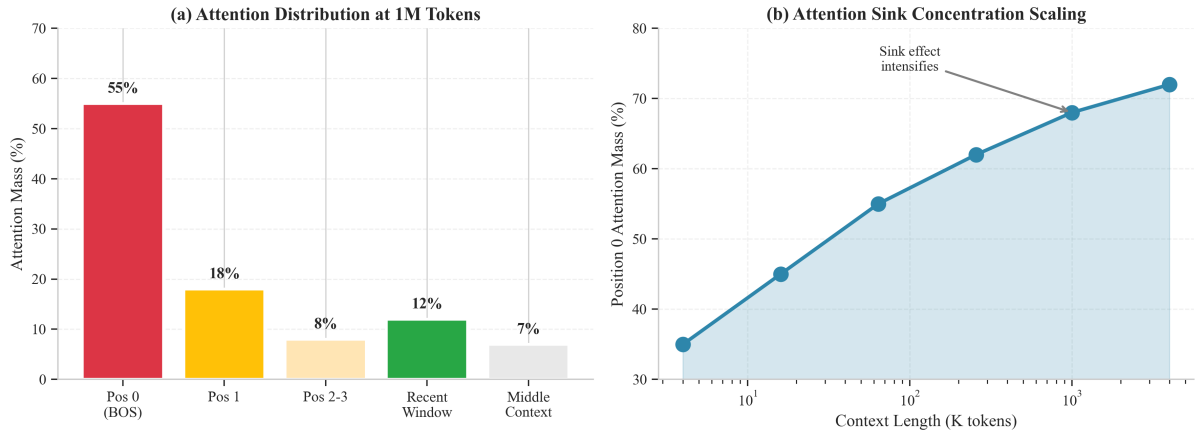 (a) Attention Distribution at 1M Tokens
70
60
50
40
30
20
10
0
Attention Mass (%)
55%
18%
8%
12%
7%
Pos 0
(BOS)
Pos 1
Pos 2-3
Recent
Window
Middle
Context
(b) Attention Sink Concentration Scaling
80
70
60
50
40
30
Position 0 Attention Mass (%)
Sink effect
intensifies
10¹
10²
10³
Context Length (K tokens)